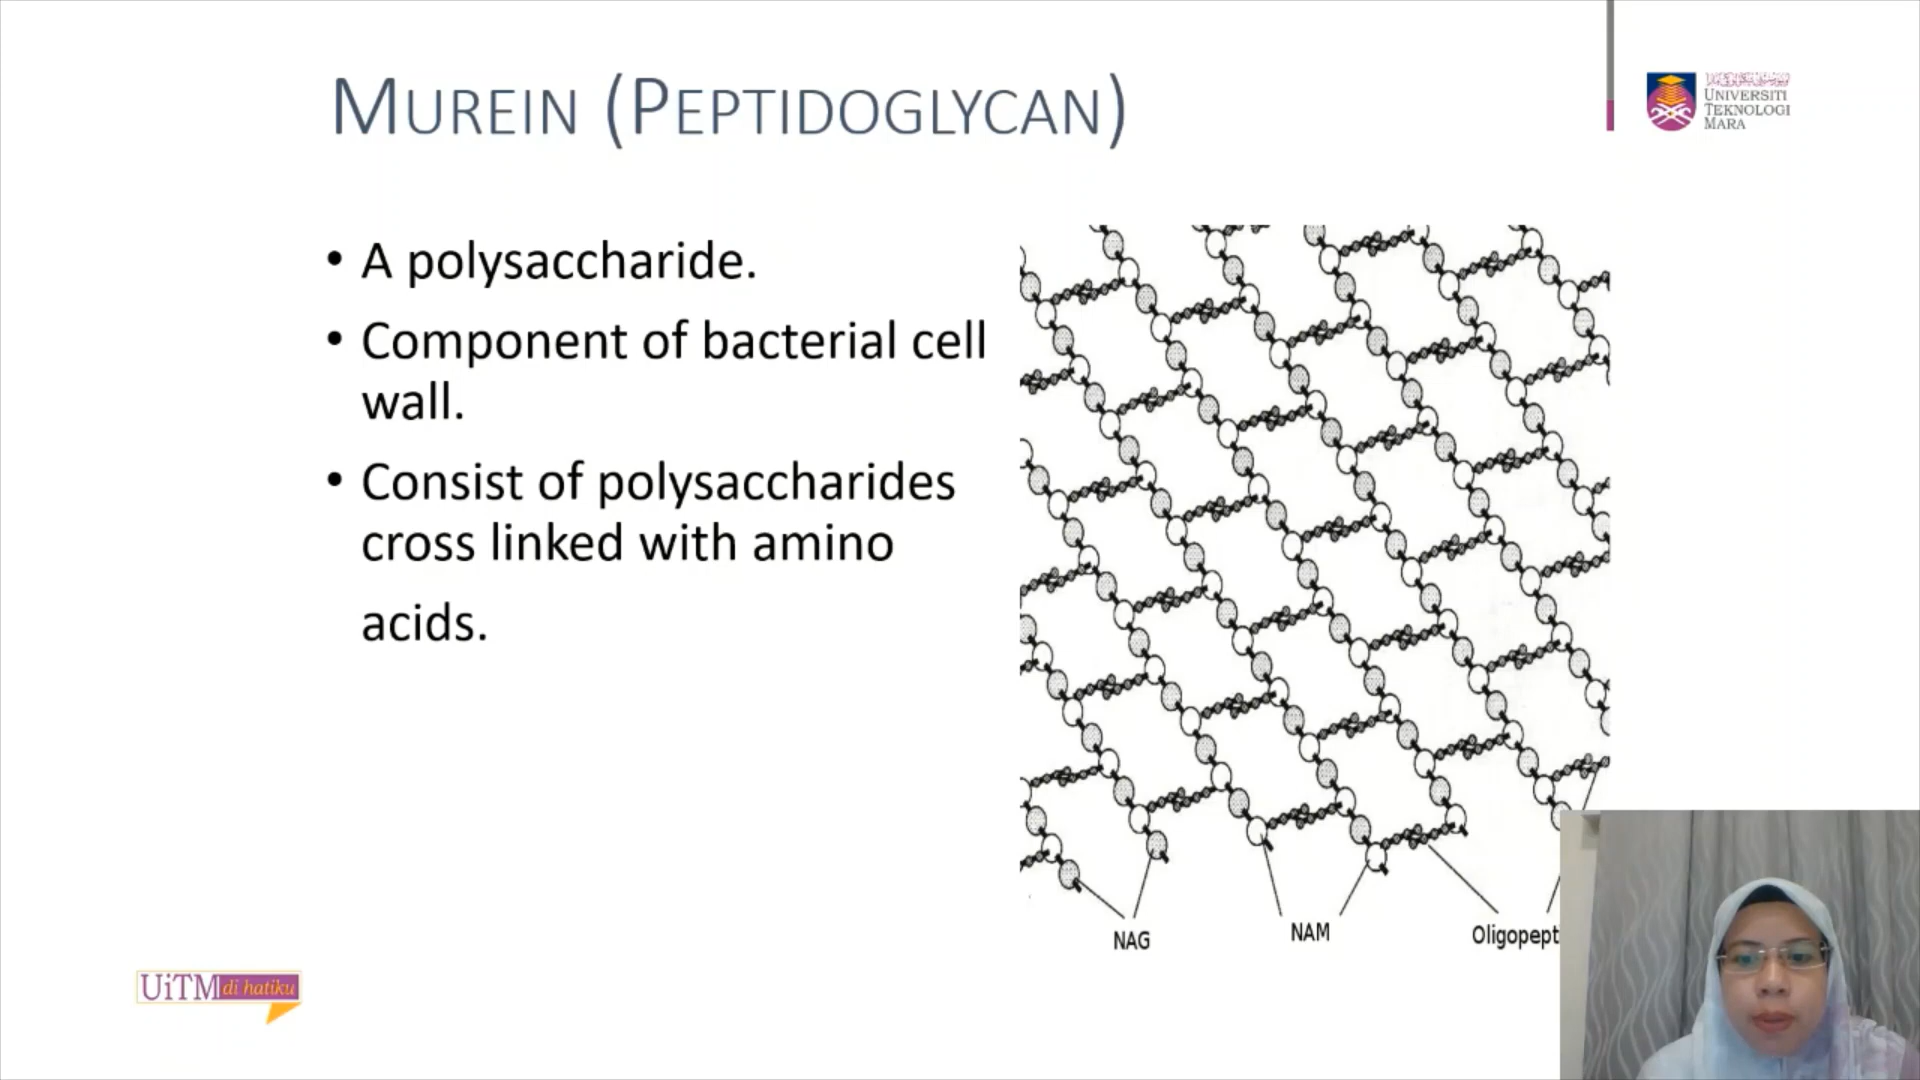 MUREIN (PEPTIDOGLYCAN)
UNIVERSITI
TEKNOLOGI
MARA
• A polysaccharide.
• Component of bacterial cell
wall.
• Consist of polysaccharides
cross linked with amino
acids.
NAG
NAM
Oligopept
UiTM di hatiku